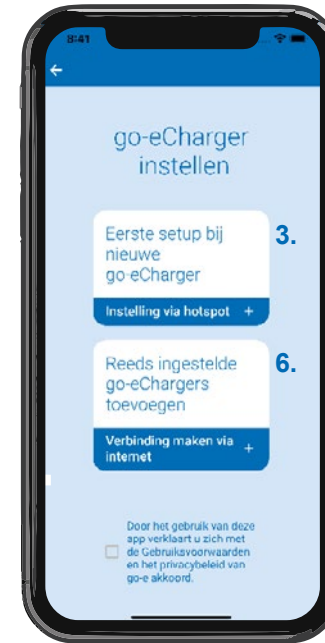 8:41
go-eCharger
instellen
Eerste setup bij
nieuwe
go-eCharger
3.
Instelling via hotspot +
Reeds ingestelde
go-eChargers
toevoegen
6.
Verbinding maken via
internet +
Door het gebruik van deze
app verklaart u zich met
de Gebruiksvoorwaarden
en het privacybeleid van
go-e akkoord.